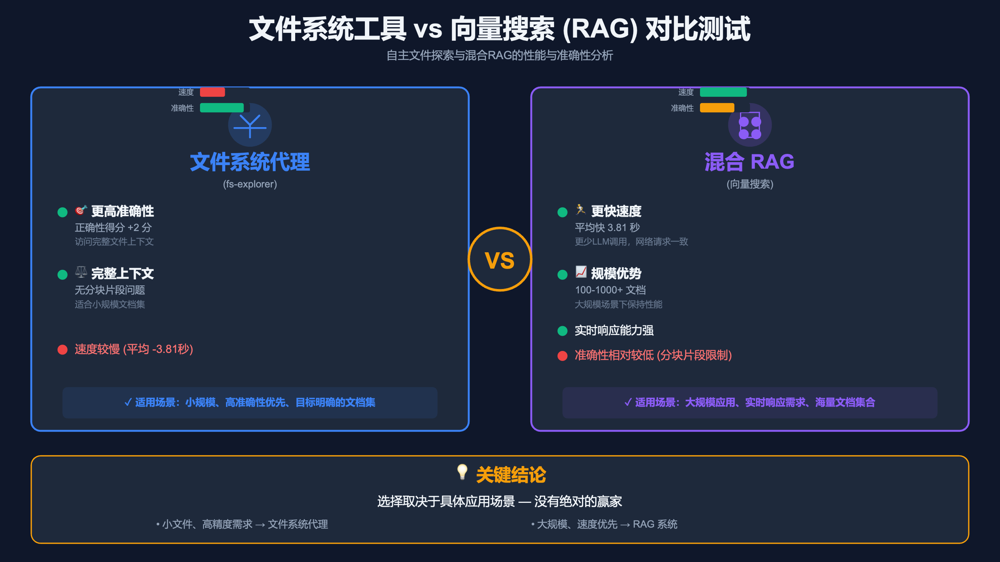 文件系统工具 vs 向量搜索 (RAG) 对比测试
自主文件探索与混合RAG的性能与准确性分析
速度
准确性
文件系统代理
(fs-explorer)
🎯 更高准确性
正确性得分 +2 分
访问完整文件上下文
⚖️ 完整上下文
无分块片段问题
适合小规模文档集
速度较慢 (平均 -3.81秒)
✓ 适用场景：小规模、高准确性优先、目标明确的文档集
VS
速度
准确性
混合 RAG
(向量搜索)
🏃 更快速度
平均快 3.81 秒
更少LLM调用，网络请求一致
📈 规模优势
100-1000+ 文档
大规模场景下保持性能
实时响应能力强
准确性相对较低 (分块片段限制)
✓ 适用场景：大规模应用、实时响应需求、海量文档集合
💡 关键结论
选择取决于具体应用场景 — 没有绝对的赢家
• 小文件、高精度需求 → 文件系统代理
• 大规模、速度优先 → RAG 系统